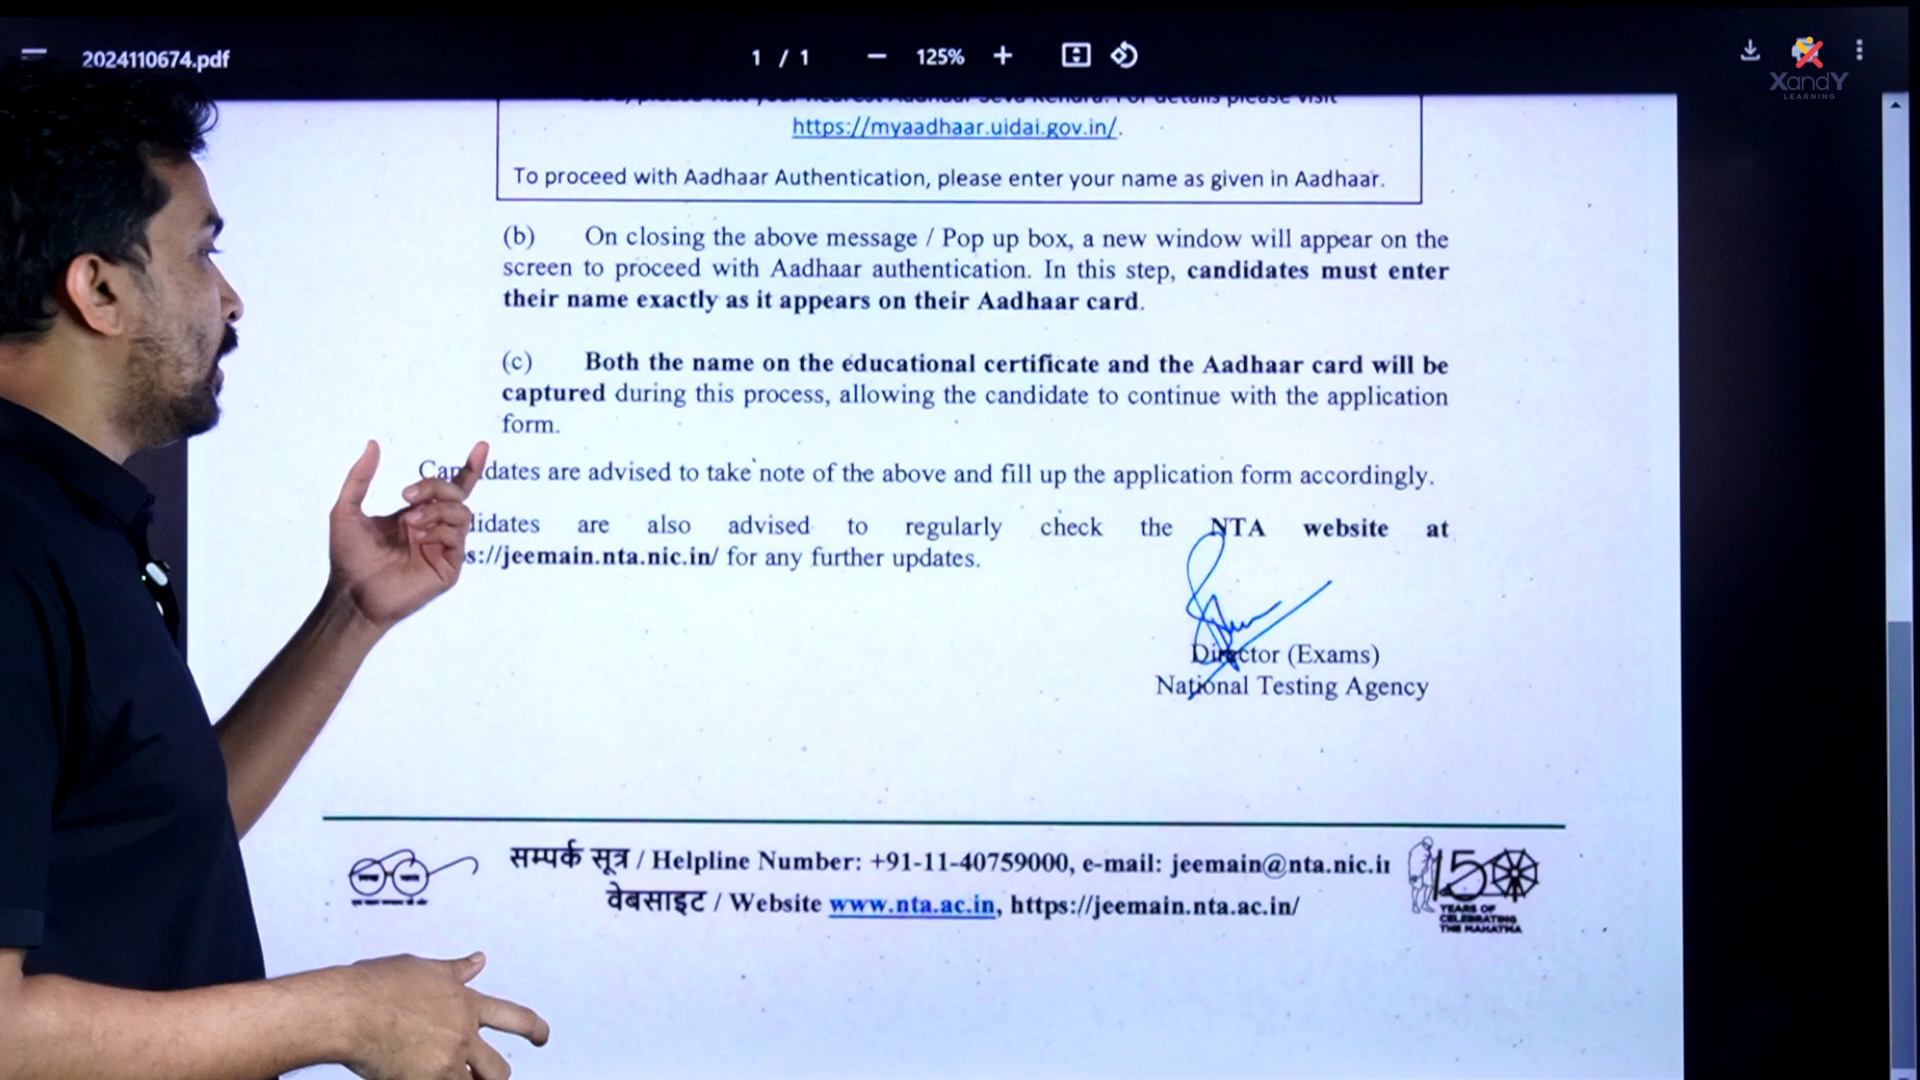 2024110674.pdf
1 / 1
125%
XandY
LEARNING
details please visit
https://myaadhaar.uidai.gov.in/.
To proceed with Aadhaar Authentication, please enter your name as given in Aadhaar.
(b) On closing the above message / Pop up box, a new window will appear on the
screen to proceed with Aadhaar authentication. In this step, candidates must enter
their name exactly as it appears on their Aadhaar card.
(c) Both the name on the educational certificate and the Aadhaar card will be
captured during this process, allowing the candidate to continue with the application
form.
are advised to take note of the above and fill up the application form accordingly.
are also advised to regularly check the NTA website at
s://jeemain.nta.nic.in/ for any further updates.
Director (Exams)
National Testing Agency
सम्पर्क सूत्र / Helpline Number: +91-11-40759000, e-mail: jeemain@nta.nic.in
वेबसाइट / Website www.nta.ac.in, https://jeemain.nta.ac.in/
150
YEARS OF
CELEBRATING
THE MAHATMA